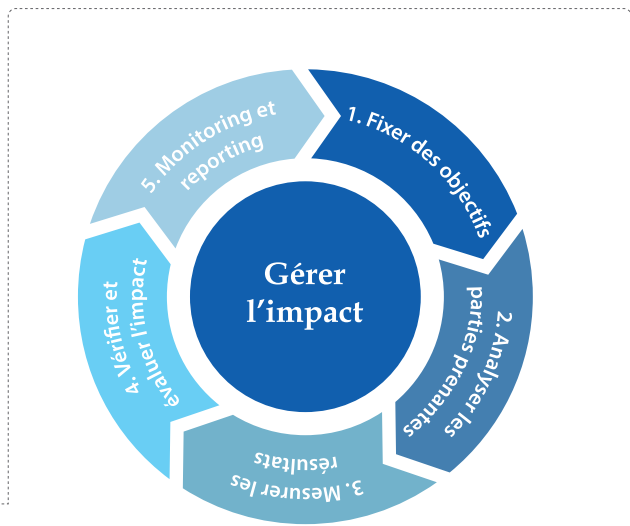 Gérer
l’impact
1. Fixer des objectifs
2. Analyser les
parties prenantes
3. Mesurer les
résultats
4. Vérifier et
évaluer l’impact
5. Monitoring et
reporting